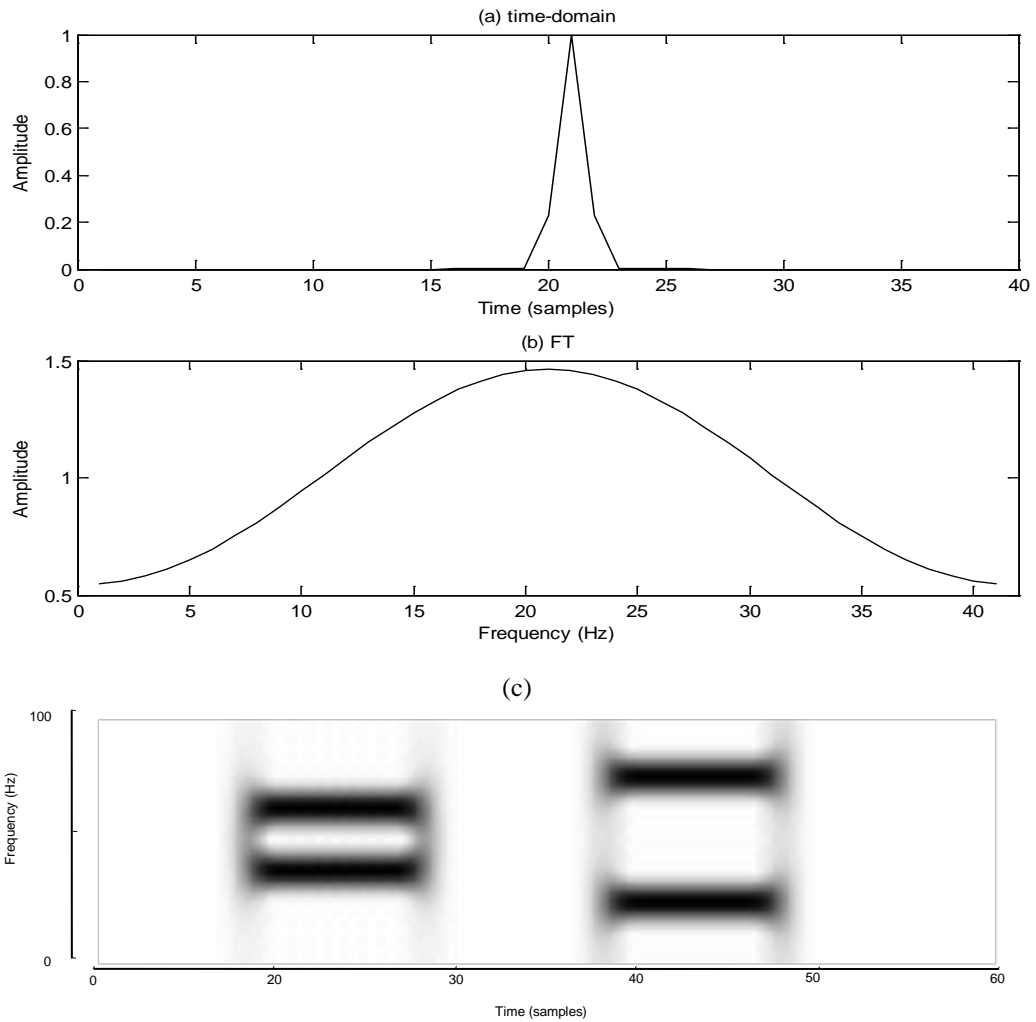 (a) time-domain
1
0.8
0.6
0.4
0.2
0
Amplitude
0 5 10 15 20 25 30 35 40
Time (samples)
(b) FT
1.5
1
0.5
Amplitude
0 5 10 15 20 25 30 35 40
Frequency (Hz)
(c)
100
0
Frequency (Hz)
0 20 30 40 50 60
Time (samples)